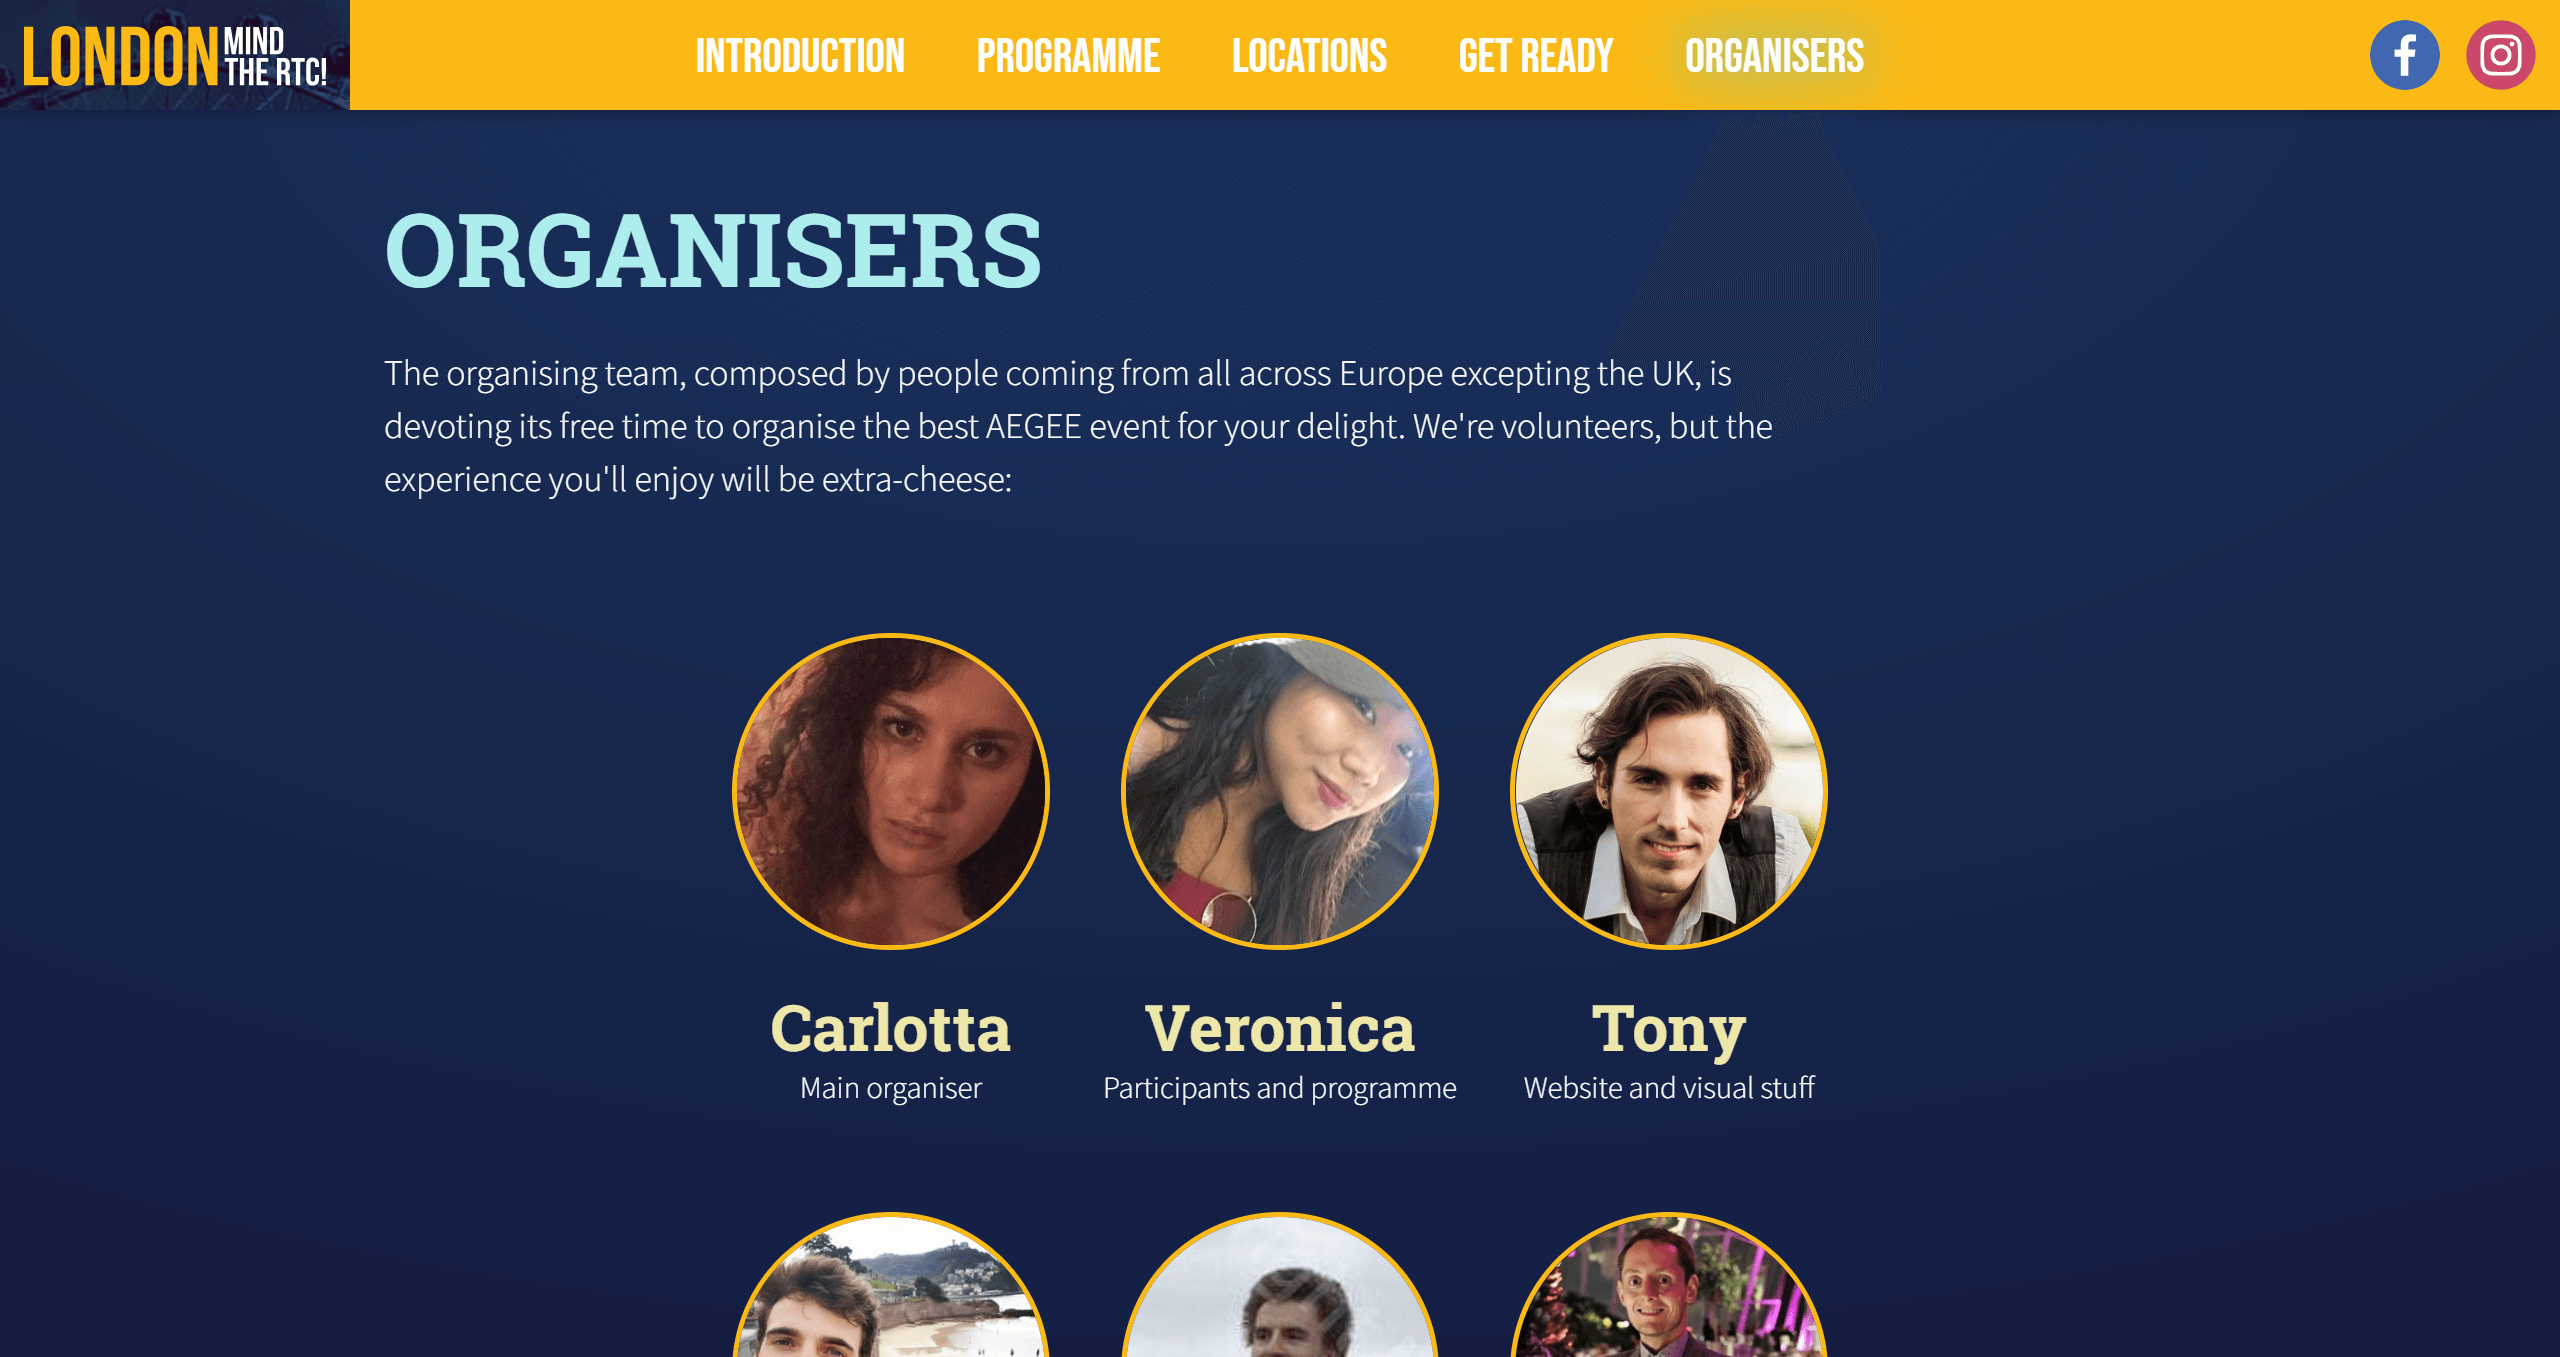 LONDON MIND
THE RTC!
INTRODUCTION
PROGRAMME
LOCATIONS
GET READY
ORGANISERS
ORGANISERS
The organising team, composed by people coming from all across Europe excepting the UK, is
devoting its free time to organise the best AEGEE event for your delight. We're volunteers, but the
experience you'll enjoy will be extra-cheese:
Carlotta
Main organiser
Veronica
Participants and programme
Tony
Website and visual stuff